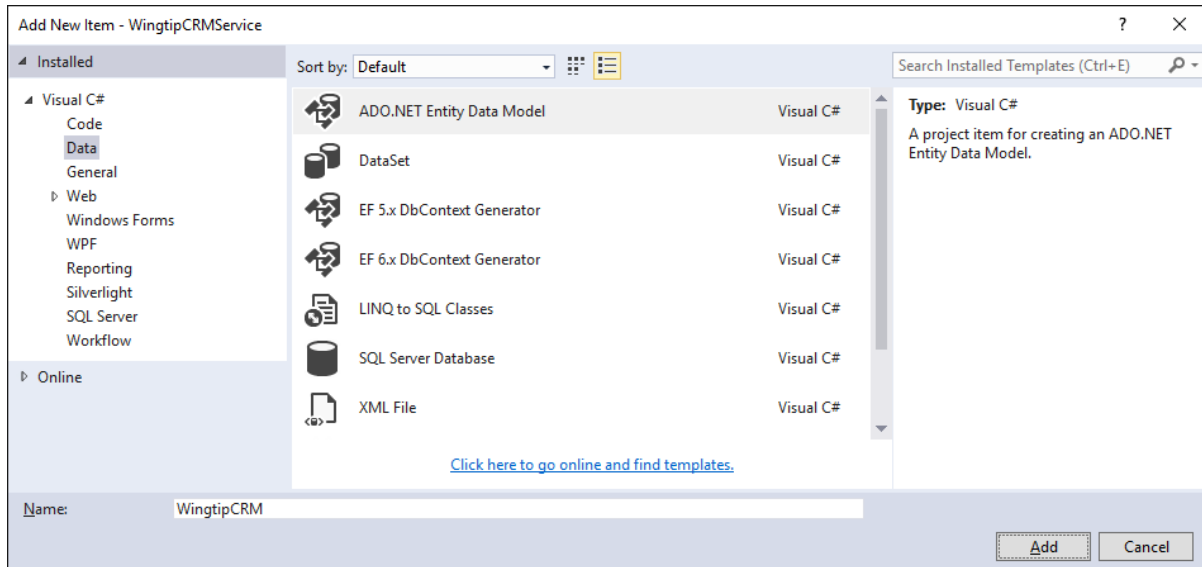 Add New Item - WingtipCRMService
?
Installed
Sort by: Default
Search Installed Templates (Ctrl+E)
Visual C#
Code
Data
General
Web
Windows Forms
WPF
Reporting
Silverlight
SQL Server
Workflow
Online
ADO.NET Entity Data Model Visual C#
DataSet Visual C#
EF 5.x DbContext Generator Visual C#
EF 6.x DbContext Generator Visual C#
LINQ to SQL Classes Visual C#
SQL Server Database Visual C#
XML File Visual C#
Click here to go online and find templates.
Type: Visual C#
A project item for creating an ADO.NET
Entity Data Model.
Name: WingtipCRM
Add Cancel